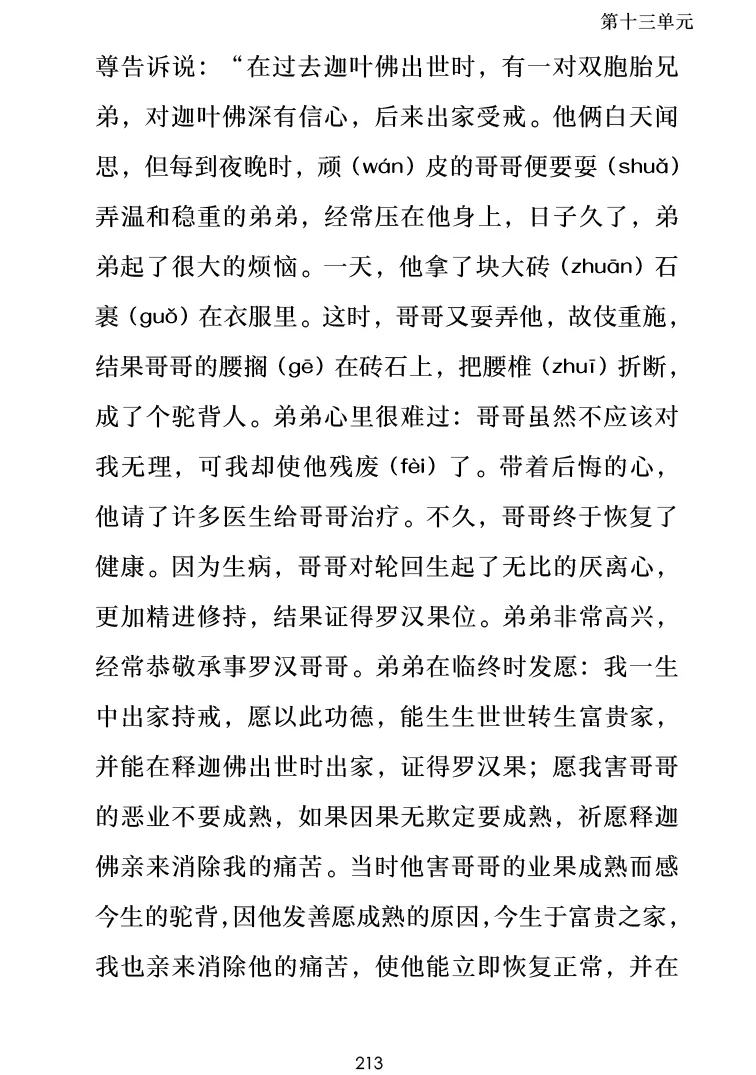 第十三单元
尊告诉说：“在过去迦叶佛出世时，有一对双胞胎兄
弟，对迦叶佛深有信心，后来出家受戒。他俩白天闻
思，但每到夜晚时，顽（wán）皮的哥哥便要耍（shuǎ）
弄温和稳重的弟弟，经常压在他身上，日子久了，弟
弟起了很大的烦恼。一天，他拿了块大砖（zhuān）石
裹（guǒ）在衣服里。这时，哥哥又耍弄他，故伎重施，
结果哥哥的腰搁（gē）在砖石上，把腰椎（zhuī）折断，
成了个驼背人。弟弟心里很难过：哥哥虽然不应该对
我无理，可我却使他残废（fèi）了。带着后悔的心，
他请了许多医生给哥哥治疗。不久，哥哥终于恢复了
健康。因为生病，哥哥对轮回生起了无比的厌离心，
更加精进修持，结果证得罗汉果位。弟弟非常高兴，
经常恭敬承事罗汉哥哥。弟弟在临终时发愿：我一生
中出家持戒，愿以此功德，能生生世世转生富贵家，
并能在释迦佛出世时出家，证得罗汉果；愿我害哥哥
的恶业不要成熟，如果因果无欺定要成熟，祈愿释迦
佛亲来消除我的痛苦。当时他害哥哥的业果成熟而感
今生的驼背，因他发善愿成熟的原因，今生于富贵之家，
我也亲来消除他的痛苦，使他能立即恢复正常，并在
213